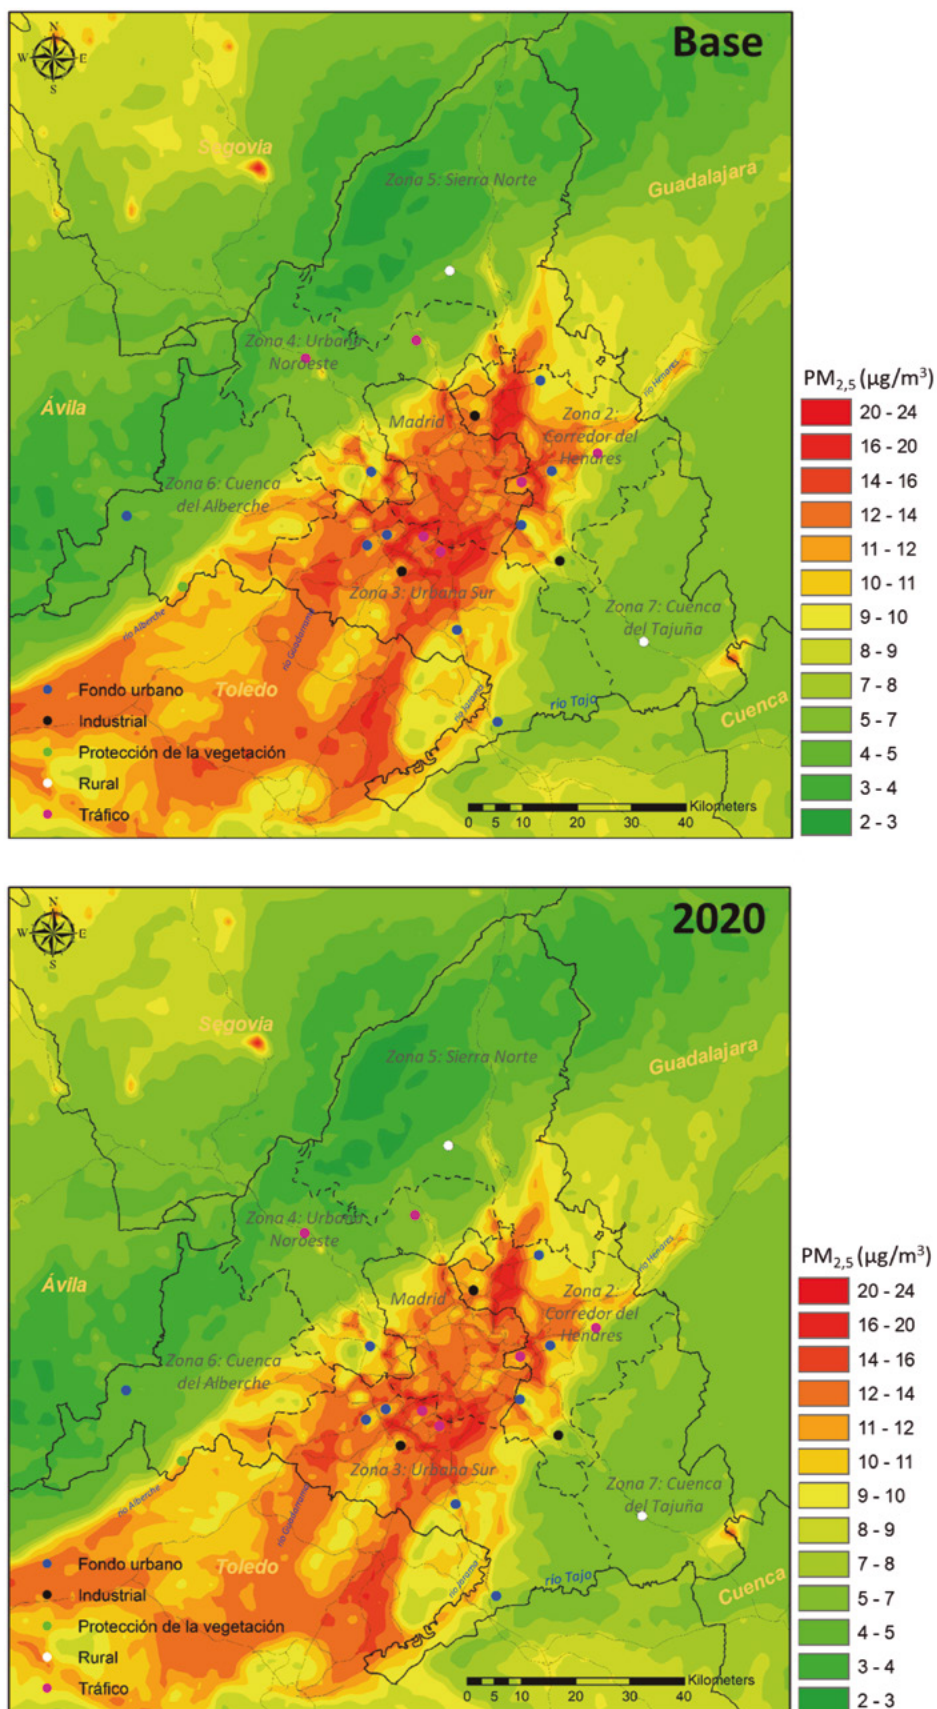 Base
N
W E
S
Segovia
Zona 5: Sierra Norte
Guadalajara
Zona 4: Urbana
Noroeste
río Henares
Ávila
Madrid
Zona 2:
Corredor del
Henares
Zona 6: Cuenca
del Alberche
Zona 3: Urbana Sur
Zona 7: Cuenca
del Tajuña
río Alberche
río Guadarrama
Toledo
río Jarama
río Tajo
Cuenca
Fondo urbano
Industrial
Protección de la vegetación
Rural
Tráfico
Kilometers
0 5 10 20 30 40
PM2,5 (µg/m3)
20 - 24
16 - 20
14 - 16
12 - 14
11 - 12
10 - 11
9 - 10
8 - 9
7 - 8
5 - 7
4 - 5
3 - 4
2 - 3
2020
N
W E
S
Segovia
Zona 5: Sierra Norte
Guadalajara
Zona 4: Urbana
Noroeste
río Henares
Ávila
Madrid
Zona 2:
Corredor del
Henares
Zona 6: Cuenca
del Alberche
Zona 3: Urbana Sur
Zona 7: Cuenca
del Tajuña
río Alberche
río Guadarrama
Toledo
río Jarama
río Tajo
Cuenca
Fondo urbano
Industrial
Protección de la vegetación
Rural
Tráfico
Kilometers
0 5 10 20 30 40
PM2,5 (µg/m3)
20 - 24
16 - 20
14 - 16
12 - 14
11 - 12
10 - 11
9 - 10
8 - 9
7 - 8
5 - 7
4 - 5
3 - 4
2 - 3